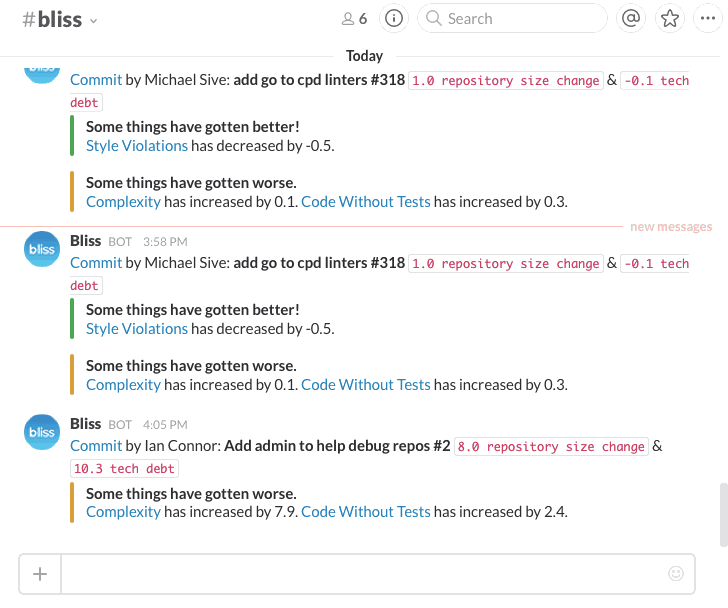 #bliss
6
Search
Today
bliss
Commit by Michael Sive: add go to cpd linters #318 1.0 repository size change & -0.1 tech
debt
Some things have gotten better!
Style Violations has decreased by -0.5.
Some things have gotten worse.
Complexity has increased by 0.1. Code Without Tests has increased by 0.3.
new messages
bliss
Bliss BOT 3:58 PM
Commit by Michael Sive: add go to cpd linters #318 1.0 repository size change & -0.1 tech
debt
Some things have gotten better!
Style Violations has decreased by -0.5.
Some things have gotten worse.
Complexity has increased by 0.1. Code Without Tests has increased by 0.3.
bliss
Bliss BOT 4:05 PM
Commit by Ian Connor: Add admin to help debug repos #2 8.0 repository size change &
10.3 tech debt
Some things have gotten worse.
Complexity has increased by 7.9. Code Without Tests has increased by 2.4.